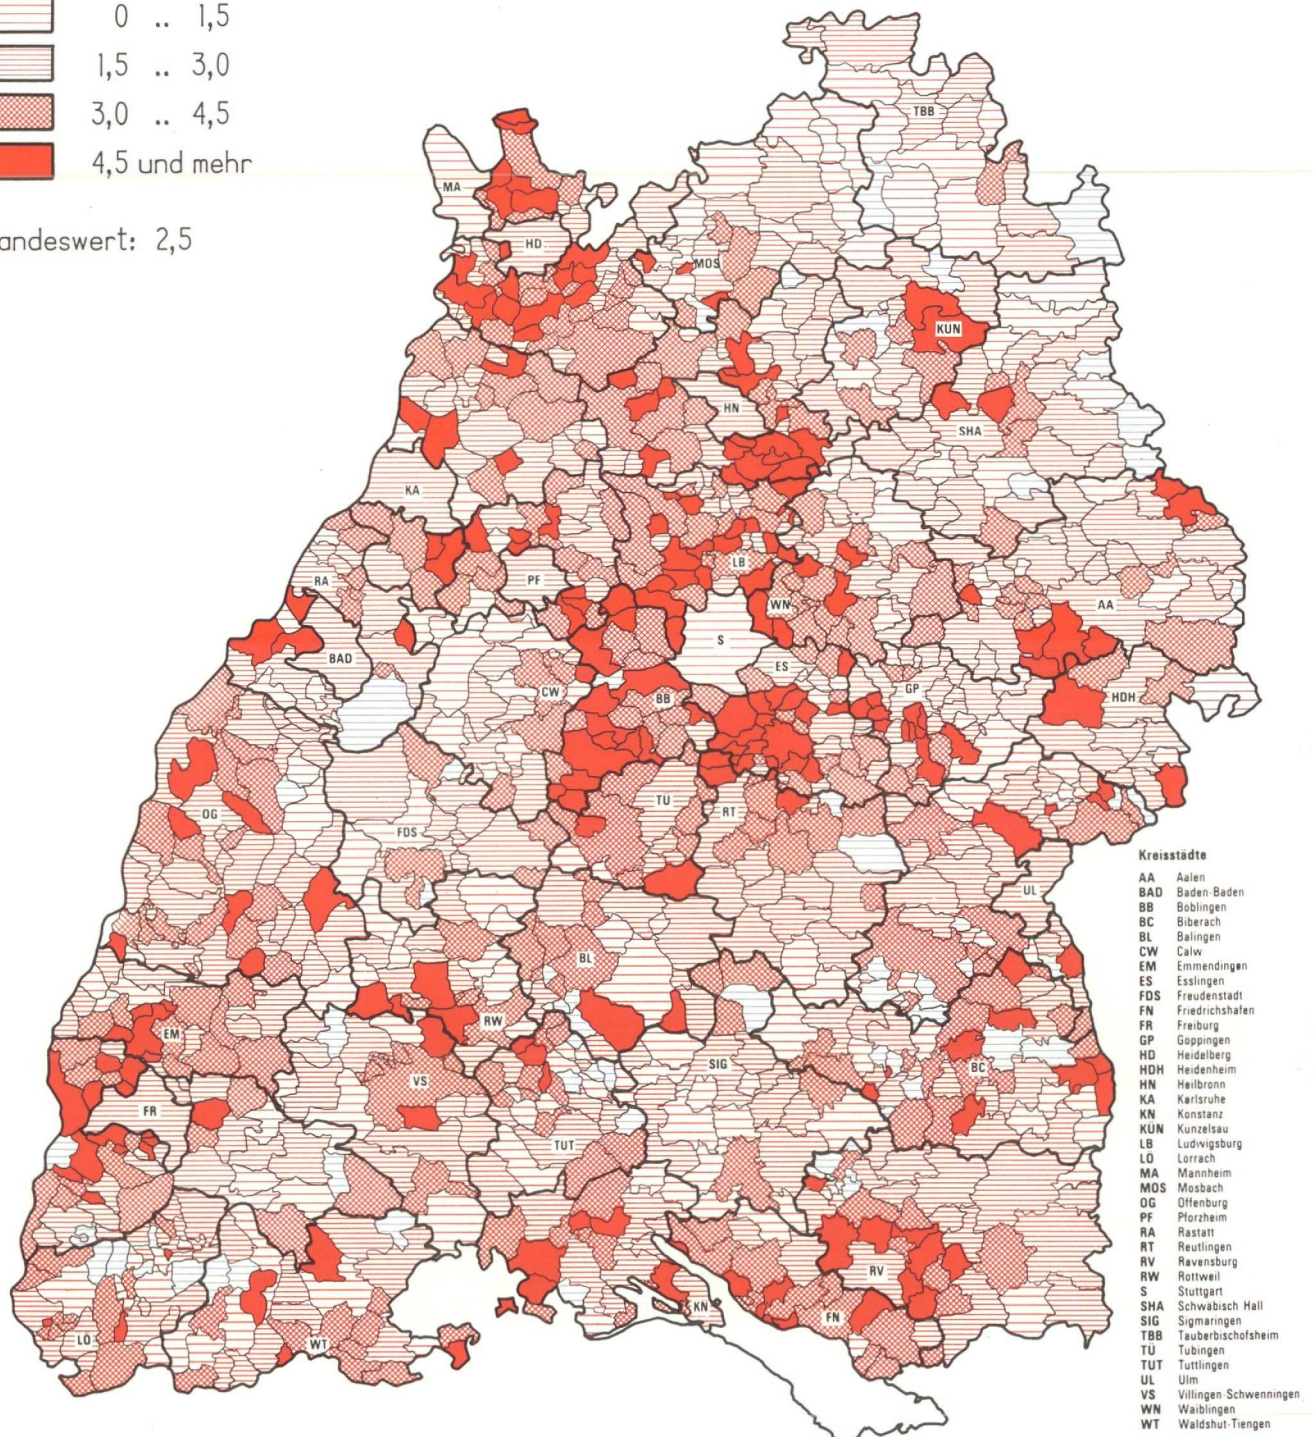 0 .. 1,5
1,5 .. 3,0
3,0 .. 4,5
4,5 und mehr
andeswert: 2,5
TBB
MA
HD
MOS
KÜN
HN
SHA
KA
LB
PF
RA
WN
AA
S
BAD
ES
CW
BB
GP
HDH
OG
TÜ
RT
FDS
UL
BL
EM
RW
SIG
BC
VS
FR
TUT
RV
KN
FN
LÖ
WT
Kreisstädte
AA Aalen
BAD Baden-Baden
BB Boblingen
BC Biberach
BL Balingen
CW Calw
EM Emmendingen
ES Esslingen
FDS Freudenstadt
FN Friedrichshafen
FR Freiburg
GP Goppingen
HD Heidelberg
HDH Heidenheim
HN Heilbronn
KA Karlsruhe
KN Konstanz
KÜN Kunzelsau
LB Ludwigsburg
LÖ Lorrach
MA Mannheim
MOS Mosbach
OG Offenburg
PF Pforzheim
RA Rastatt
RT Reutlingen
RV Ravensburg
RW Rottweil
S Stuttgart
SHA Schwäbisch Hall
SIG Sigmaringen
TBB Tauberbischofsheim
TÜ Tubingen
TUT Tuttlingen
UL Ulm
VS Villingen-Schwenningen
WN Waiblingen
WT Waldshut-Tiengen